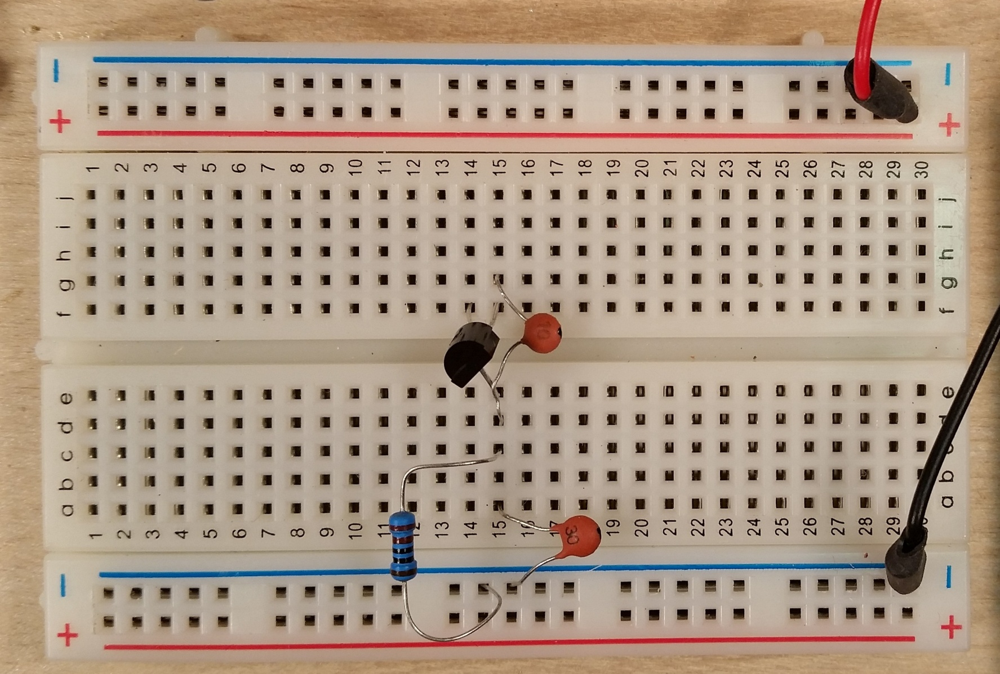 − −
+ +
1 2 3 4 5 6 7 8 9 10 11 12 13 14 15 16 17 18 19 20 21 22 23 24 25 26 27 28 29 30
j j
i i
h h
g g
f f
10
e e
d d
c c
b b
a a
1 2 3 4 5 6 7 8 9 10 11 12 13 14 15 16 17 19 20 21 22 23 24 25 26 27 28 29 30
30
− −
+ +